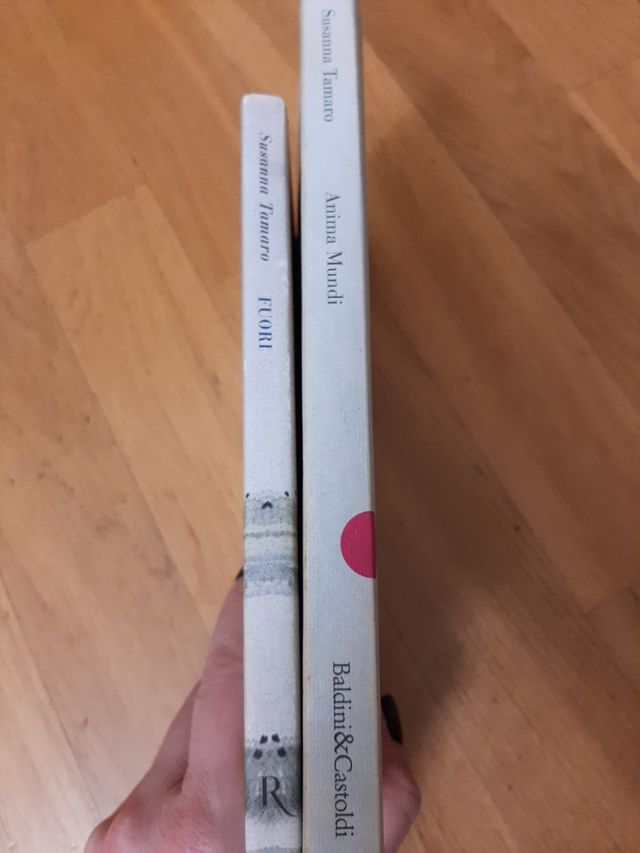 Susanna Tamaro
FUORI
R
Susanna Tamaro
Anima Mundi
Baldini&Castoldi